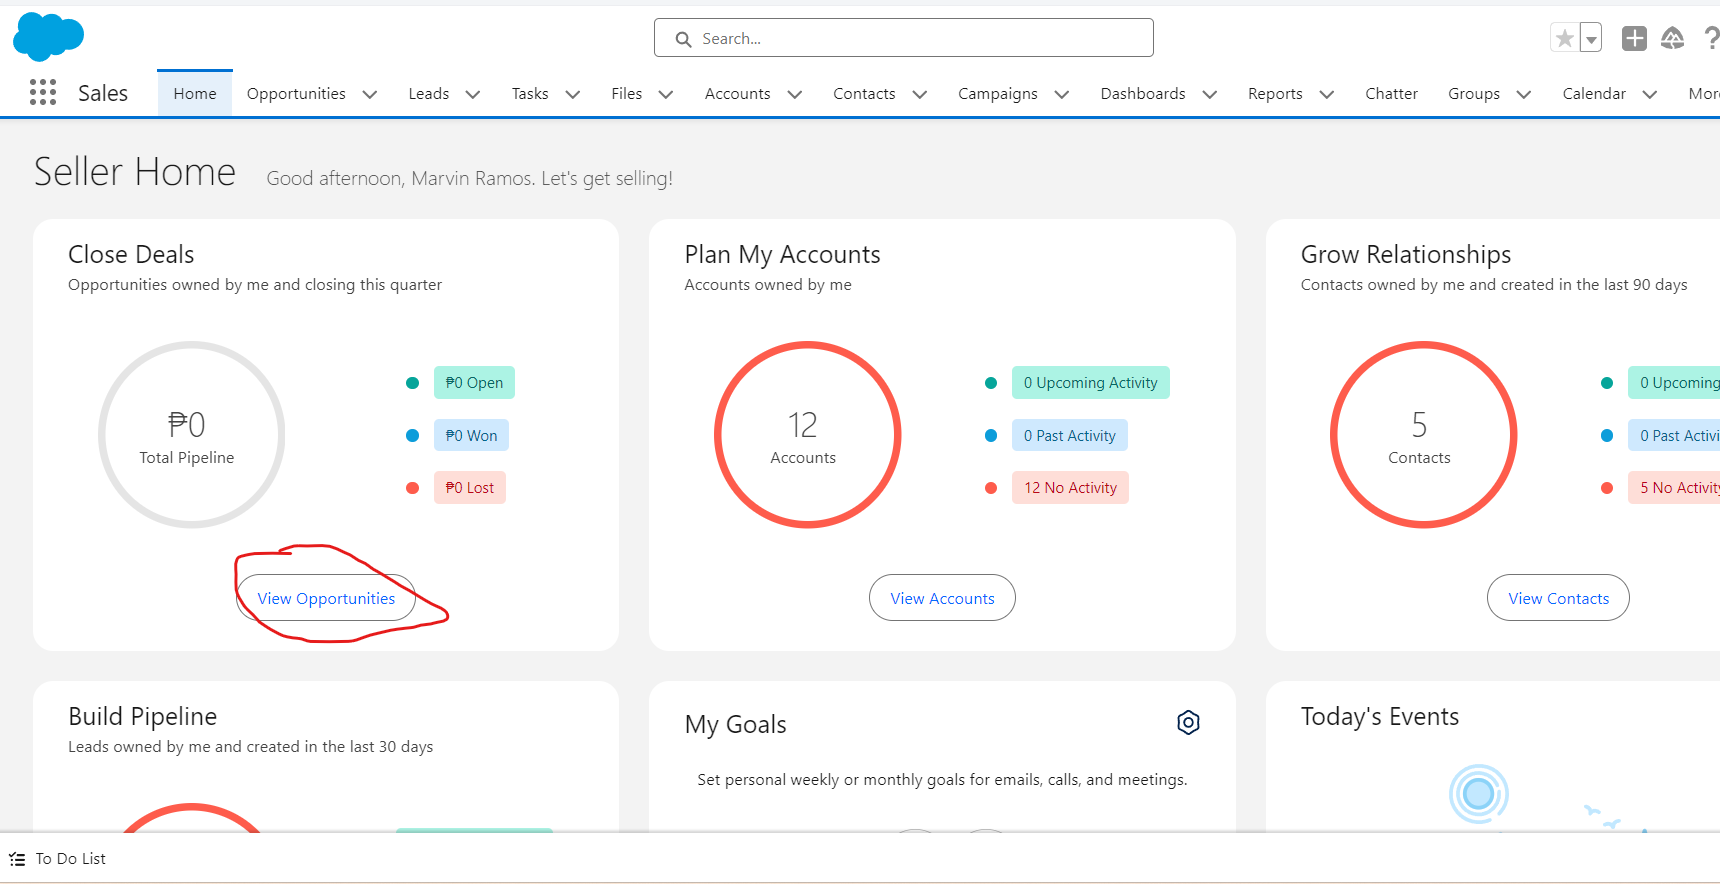 Search...
Sales
Home
Opportunities
Leads
Tasks
Files
Accounts
Contacts
Campaigns
Dashboards
Reports
Chatter
Groups
Calendar
Seller Home
Good afternoon, Marvin Ramos. Let's get selling!
Close Deals
Opportunities owned by me and closing this quarter
₱0
Total Pipeline
₱0 Open
₱0 Won
₱0 Lost
View Opportunities
Plan My Accounts
Accounts owned by me
12
Accounts
0 Upcoming Activity
0 Past Activity
12 No Activity
View Accounts
Grow Relationships
Contacts owned by me and created in the last 90 days
5
Contacts
0 Upcoming
0 Past
5 No
View Contacts
Build Pipeline
Leads owned by me and created in the last 30 days
My Goals
Set personal weekly or monthly goals for emails, calls, and meetings.
Today's Events
To Do List